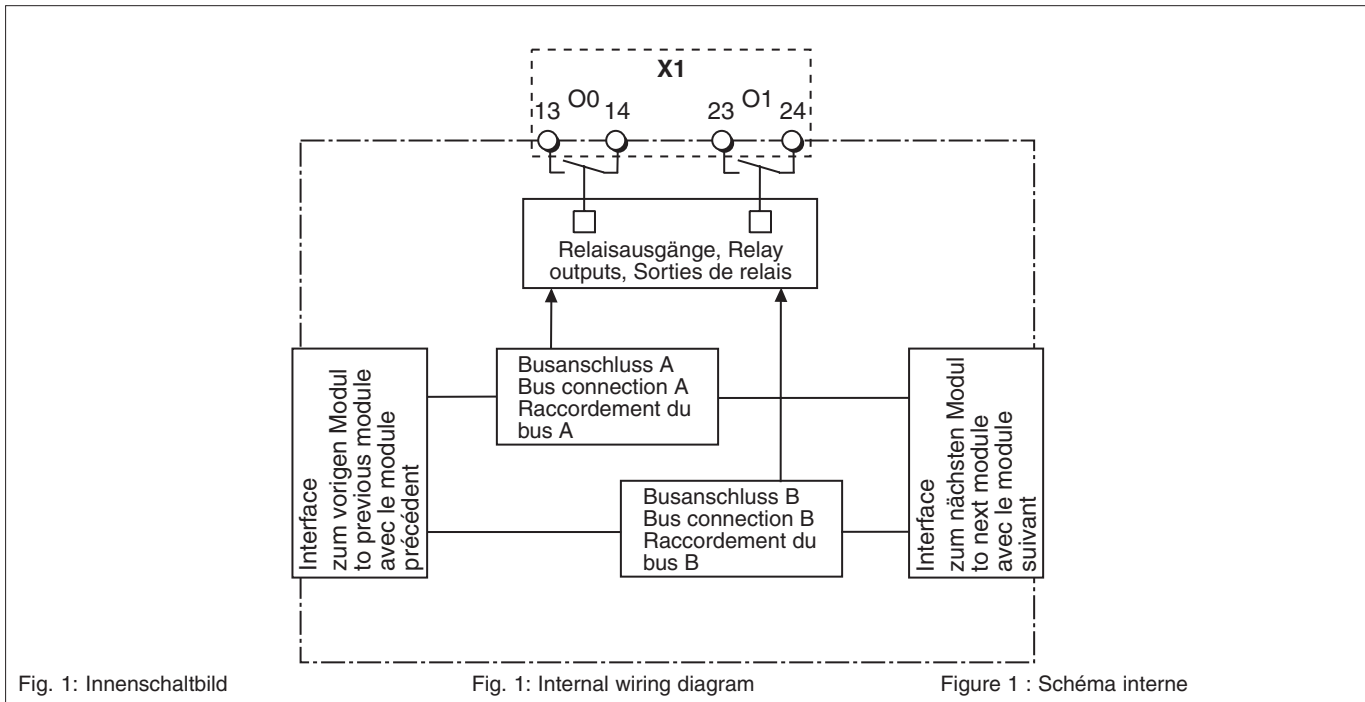 X1
13 O0 14 23 O1 24
Relaisausgänge, Relay
outputs, Sorties de relais
Interface
zum vorigen Modul
to previous module
avec le module
précédent
Busanschluss A
Bus connection A
Raccordement du
bus A
Busanschluss B
Bus connection B
Raccordement du
bus B
Interface
zum nächsten Modul
to next module
avec le module
suivant
Fig. 1: Innenschaltbild
Fig. 1: Internal wiring diagram
Figure 1 : Schéma interne